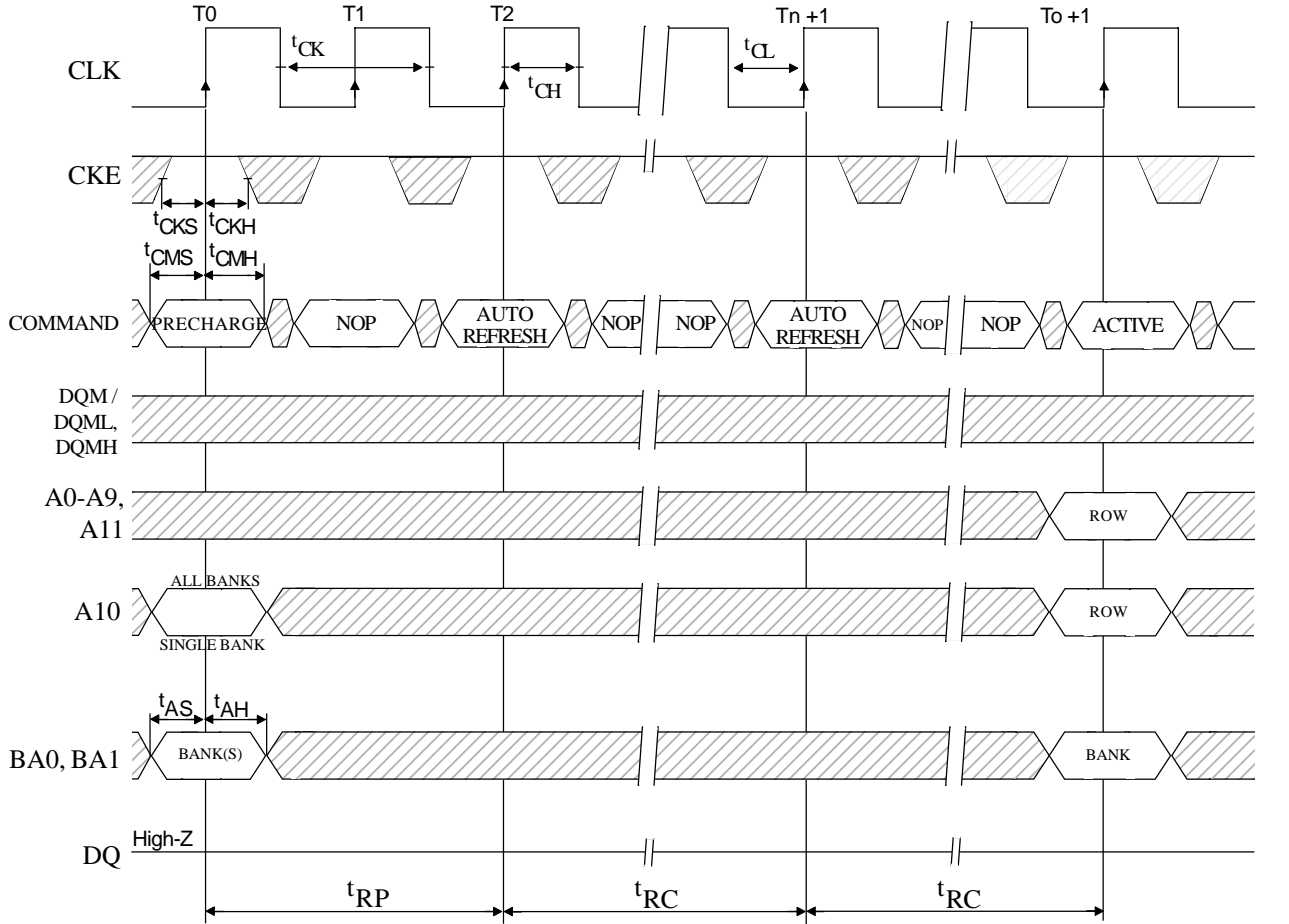 T0 T1 T2 Tn +1 To +1
CLK tCK tCH tCL
CKE
tCKS tCKH
tCMS tCMH
COMMAND PRECHARGE NOP AUTO REFRESH NOP NOP AUTO REFRESH NOP NOP ACTIVE
DQM /
DQML,
DQMH
A0-A9,
A11 ROW
ALL BANKS
A10 ROW
SINGLE BANK
tAS tAH
BA0, BA1 BANK(S) BANK
High-Z
DQ
tRP tRC tRC